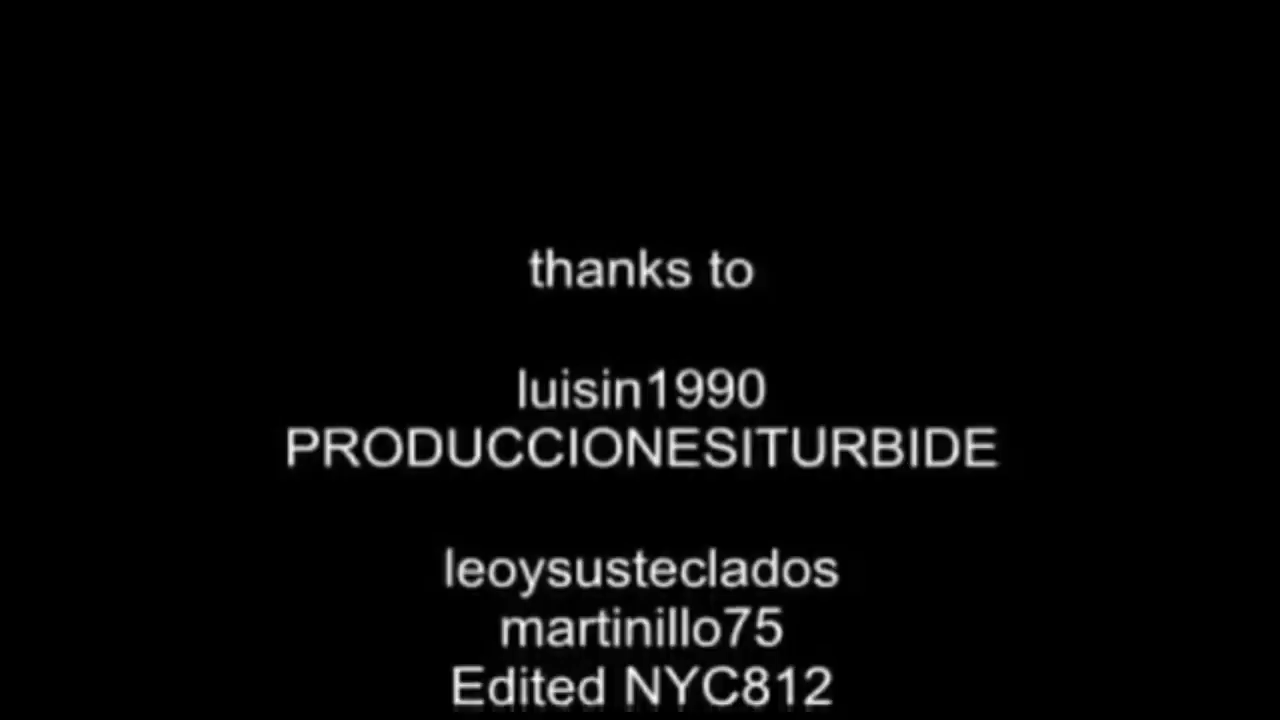 thanks to
luisin1990
PRODUCCIONESITURBIDE
leoysusteclados
martinillo75
Edited NYC812